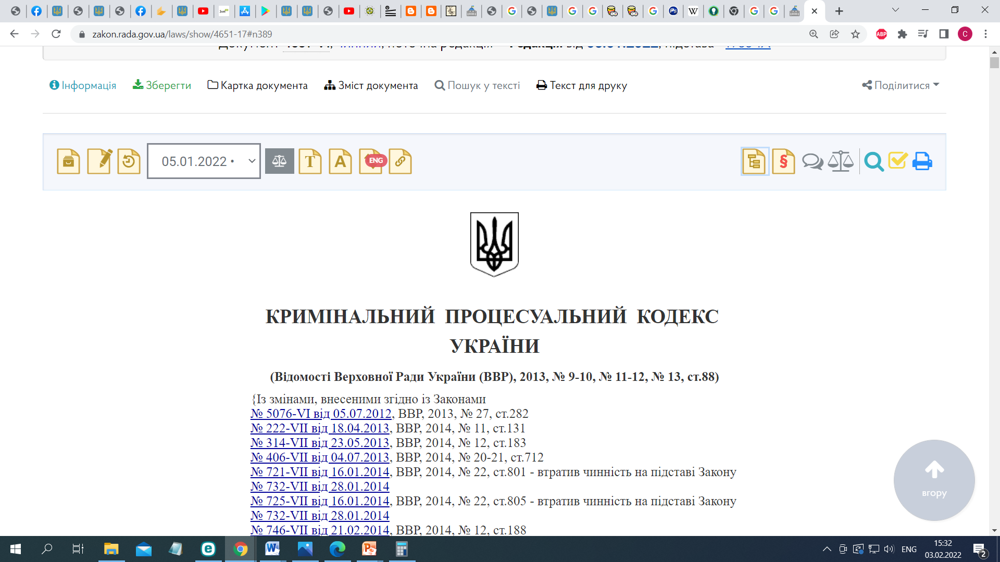 zakon.rada.gov.ua/laws/show/4651-17#n389
ABP
C
Інформація Зберегти Картка документа Зміст документа Пошук у тексті Текст для друку Поділитися
05.01.2022 • T A ENG §
КРИМІНАЛЬНИЙ ПРОЦЕСУАЛЬНИЙ КОДЕКС
УКРАЇНИ
(Відомості Верховної Ради України (ВВР), 2013, № 9-10, № 11-12, № 13, ст.88)
{Із змінами, внесеними згідно із Законами
№ 5076-VI від 05.07.2012, ВВР, 2013, № 27, ст.282
№ 222-VII від 18.04.2013, ВВР, 2014, № 11, ст.131
№ 314-VII від 23.05.2013, ВВР, 2014, № 12, ст.183
№ 406-VII від 04.07.2013, ВВР, 2014, № 20-21, ст.712
№ 721-VII від 16.01.2014, ВВР, 2014, № 22, ст.801 - втратив чинність на підставі Закону
№ 732-VII від 28.01.2014
№ 725-VII від 16.01.2014, ВВР, 2014, № 22, ст.805 - втратив чинність на підставі Закону
№ 732-VII від 28.01.2014
№ 746-VII від 21.02.2014, ВВР, 2014, № 12, ст.188
вгору
ENG
15:32
03.02.2022
2